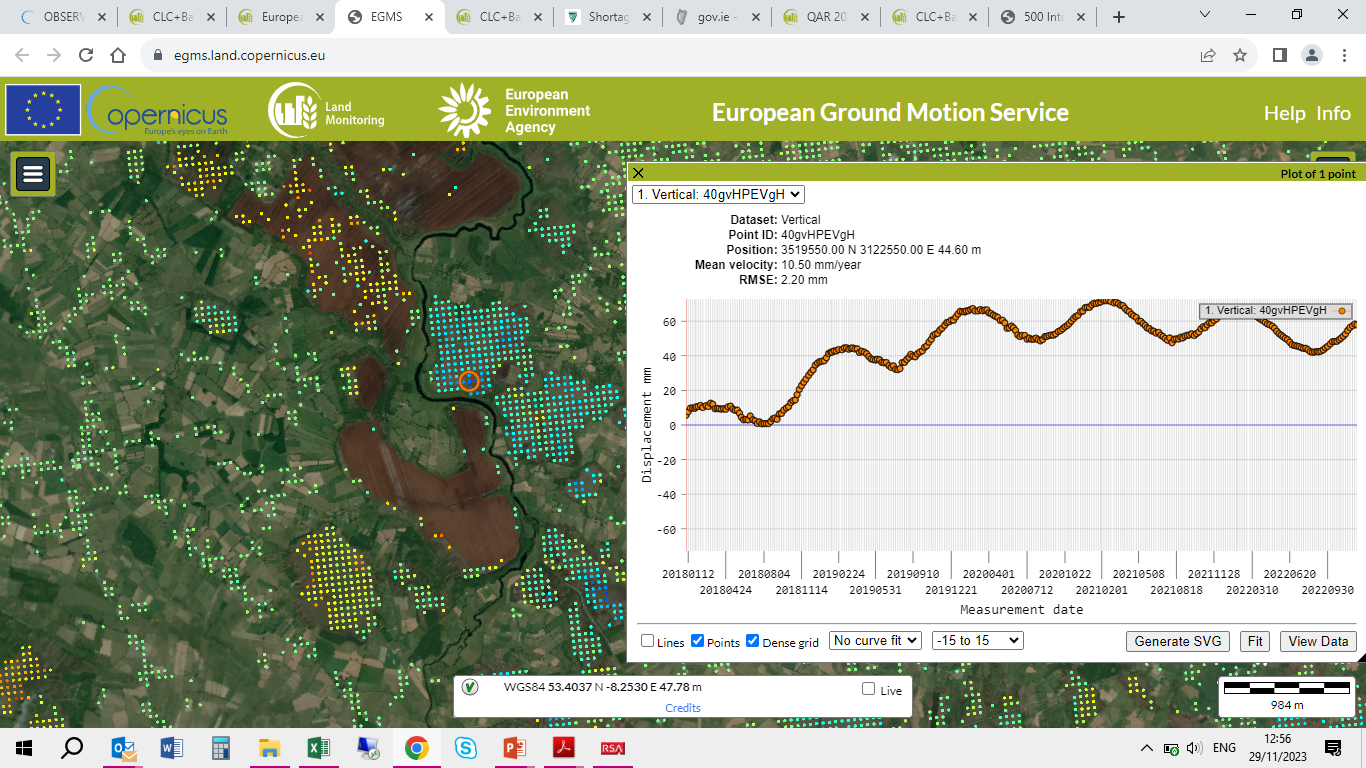 OBSERV
CLC+Ba
Europea
EGMS
CLC+Ba
Shortag
gov.ie -
QAR 20
CLC+Ba
500 Inte
egms.land.copernicus.eu
opernicus
Europe's eyes on Earth
Land
Monitoring
European
Environment
Agency
European Ground Motion Service
Help Info
Plot of 1 point
1. Vertical: 40gvHPEVgH
Dataset: Vertical
Point ID: 40gvHPEVgH
Position: 3519550.00 N 3122550.00 E 44.60 m
Mean velocity: 10.50 mm/year
RMSE: 2.20 mm
1. Vertical: 40gvHPEVgH
Displacement mm
60
40
20
0
-20
-40
-60
20180112 20180804 20190224 20190910 20200401 20201022 20210508 20211128 20220620
20180424 20181114 20190531 20191221 20200712 20210201 20210818 20220310 20220930
Measurement date
Lines Points Dense grid No curve fit -15 to 15 Generate SVG Fit View Data
WGS84 53.4037 N -8.2530 E 47.78 m
Live
Credits
984 m
RSA
ENG
12:56
29/11/2023